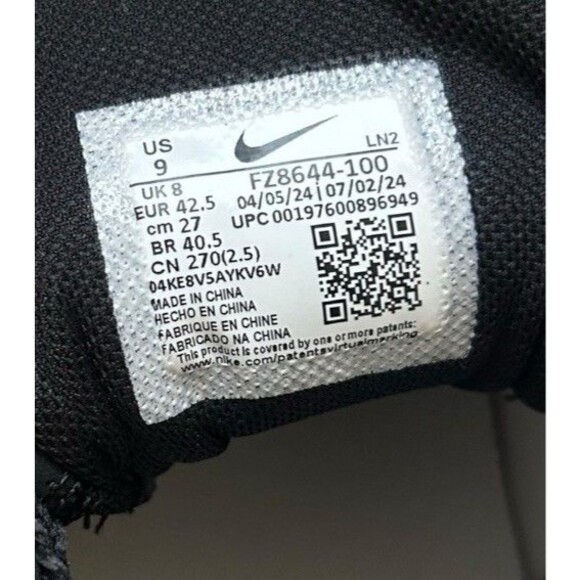 US
9
LN2
UK 8
FZ8644-100
EUR 42.5
04/05/24|07/02/24
cm 27
UPC 00197600896949
BR 40.5
CN 270(2.5)
04KE8V5AYKV6W
MADE IN CHINA
HECHO EN CHINA
FABRIQUE EN CHINE
FABRICADO NA CHINA
This product is covered by one or more patents:
www.nike.com/patentsvirtualmarking